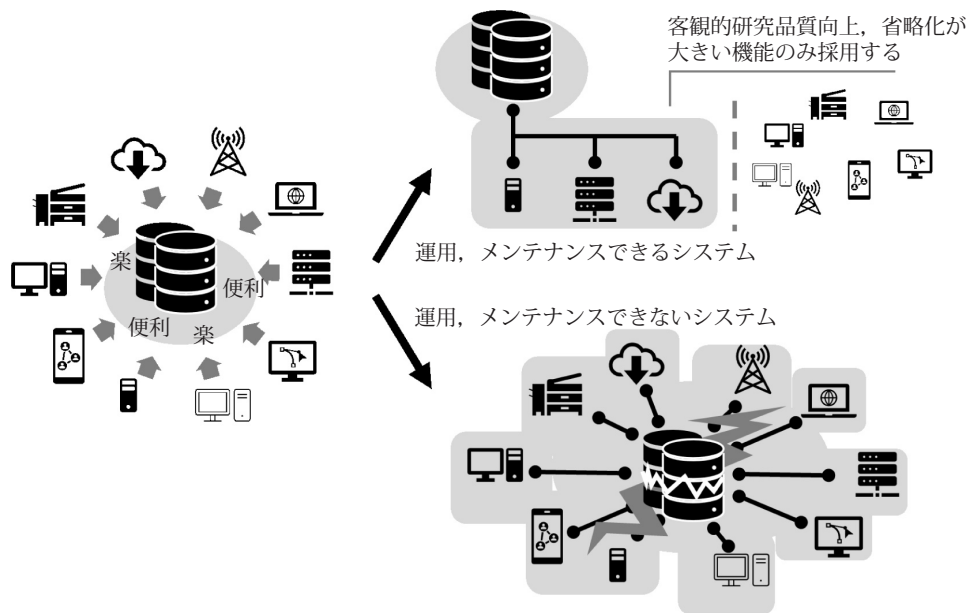 客観的研究品質向上，省略化が
大きい機能のみ採用する
運用，メンテナンスできるシステム
楽
便利
便利
楽
運用，メンテナンスできないシステム